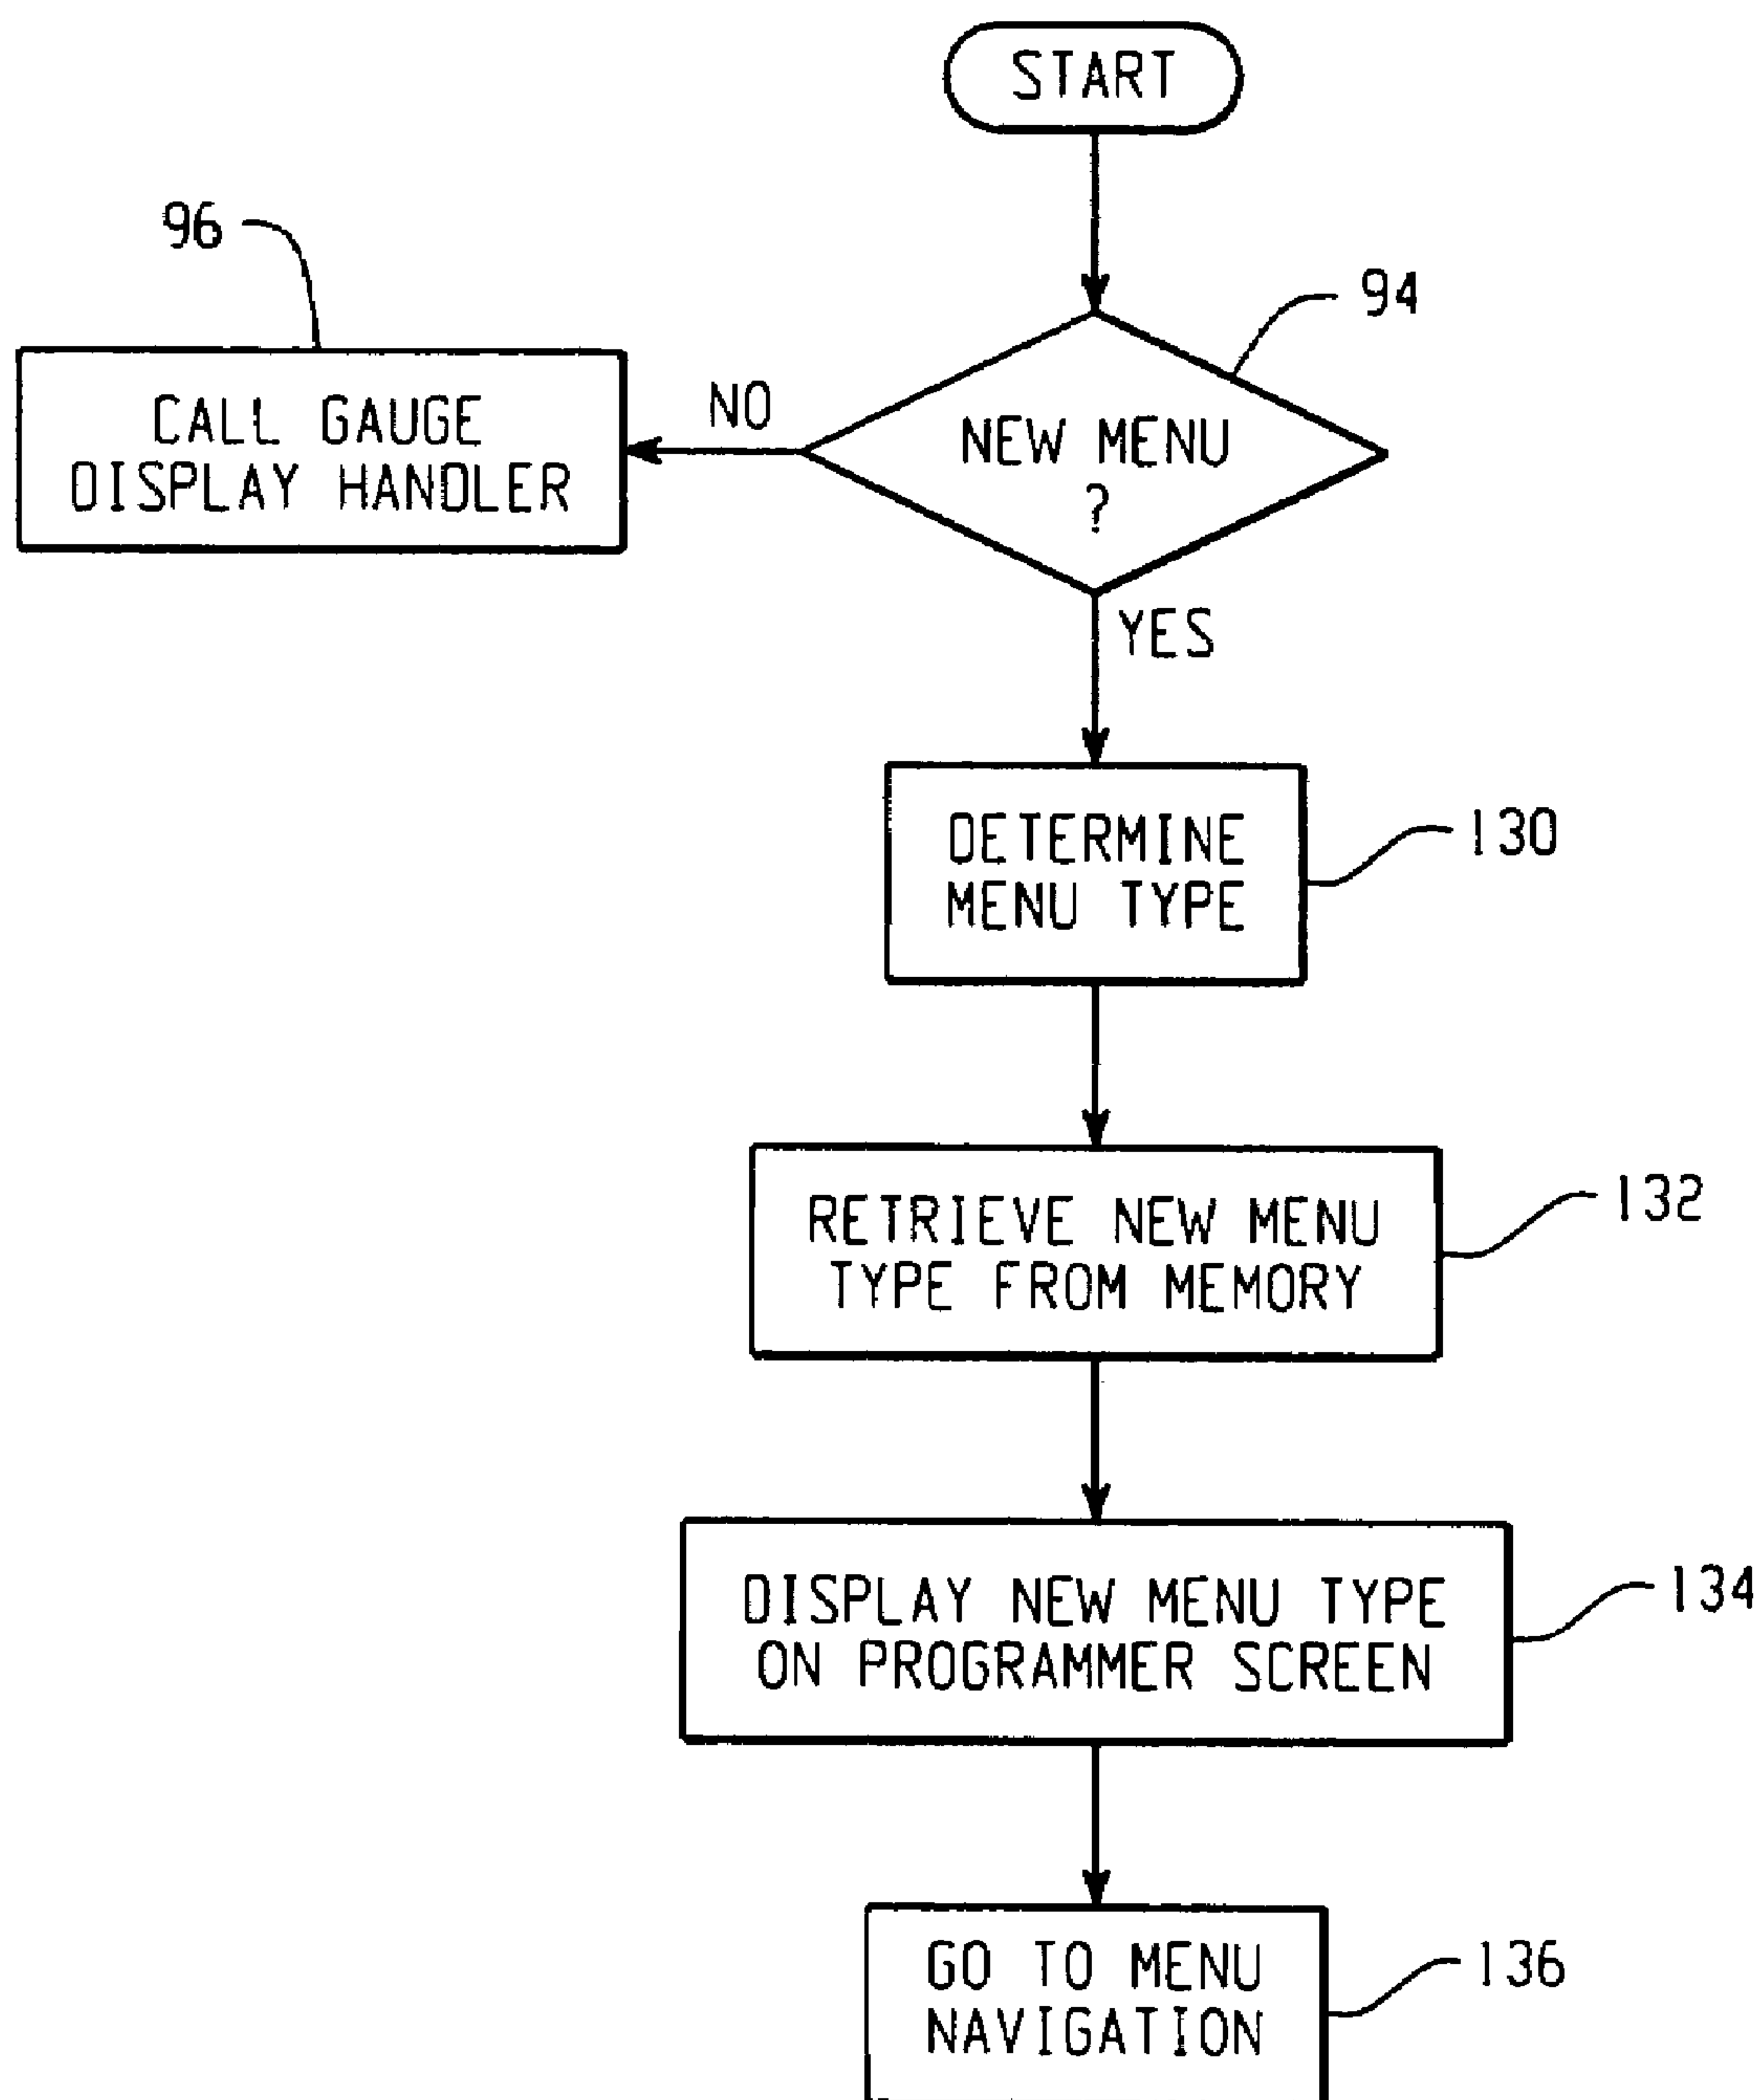 START
96
94
CALL GAUGE
DISPLAY HANDLER
NO
NEW MENU
?
YES
DETERMINE
MENU TYPE
130
RETRIEVE NEW MENU
TYPE FROM MEMORY
132
DISPLAY NEW MENU TYPE
ON PROGRAMMER SCREEN
134
GO TO MENU
NAVIGATION
136